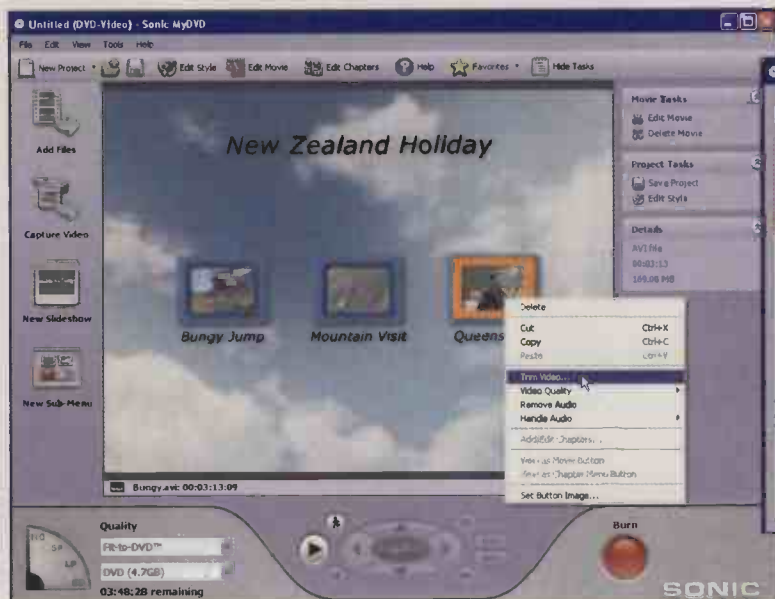 Untitled (DVD-Video) - Sonic MyDVD
File Edit View Tools Help
New Project Edit Style Edit Movie Edit Chapters Help Favorites Hide Tasks
Add Files
Capture Video
New Slideshow
New Sub-Menu
New Zealand Holiday
Bungy Jump
Mountain Visit
Queens
Movie Tasks
Edit Movie
Delete Movie
Project Tasks
Save Project
Edit Style
Details
AVI file
00:03:13
Delete
Cut Ctrl+X
Copy Ctrl+C
Paste Ctrl+V
Trim Video...
Video Quality
Remove Audio
Handle Audio
Add/Edit Chapters...
View as Movie Button
View as Chapter Menu Button
Set Button Image...
Bungy.avi: 00:03:13:09
Quality
HQ
SP
LP
Fit-to-DVD™
DVD (4.7GB)
03:48:28 remaining
Burn
SONIC